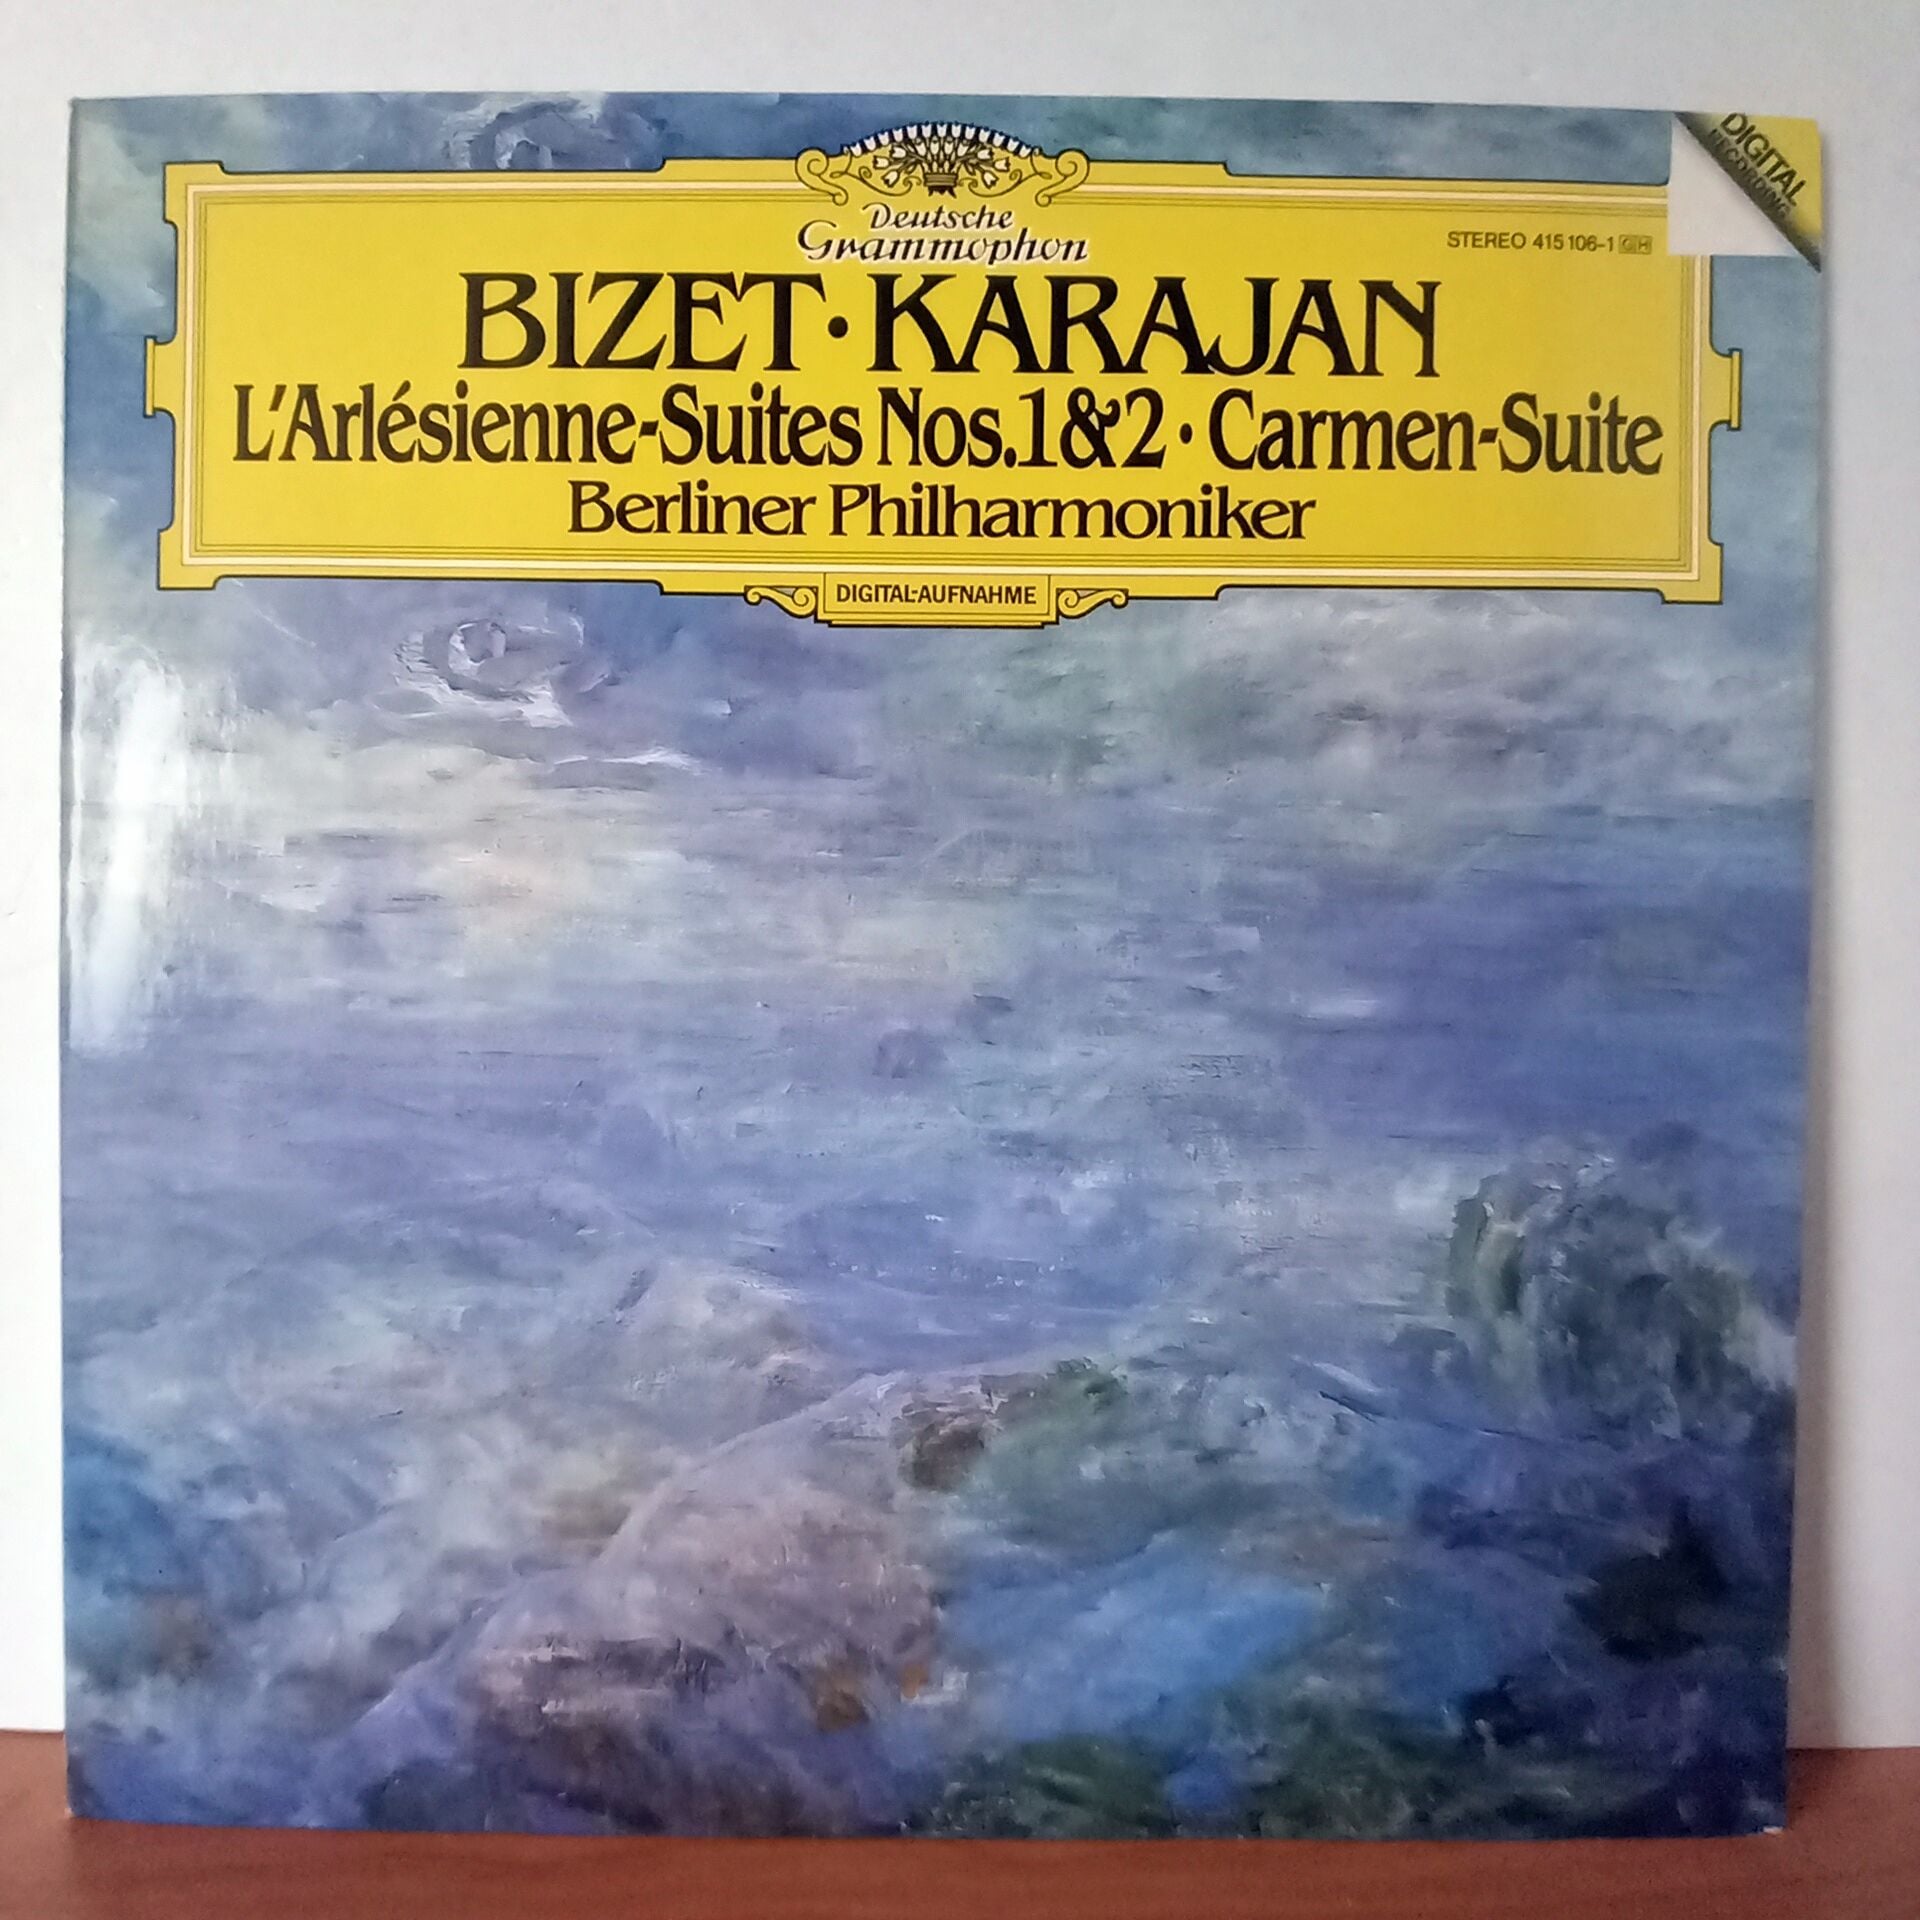 DIGITAL
RECORDING
Deutsche
Grammophon
STEREO 415 106-1 GH
BIZET·KARAJAN
L'Arlésienne-Suites Nos.1&2·Carmen-Suite
Berliner Philharmoniker
DIGITAL-AUFNAHME